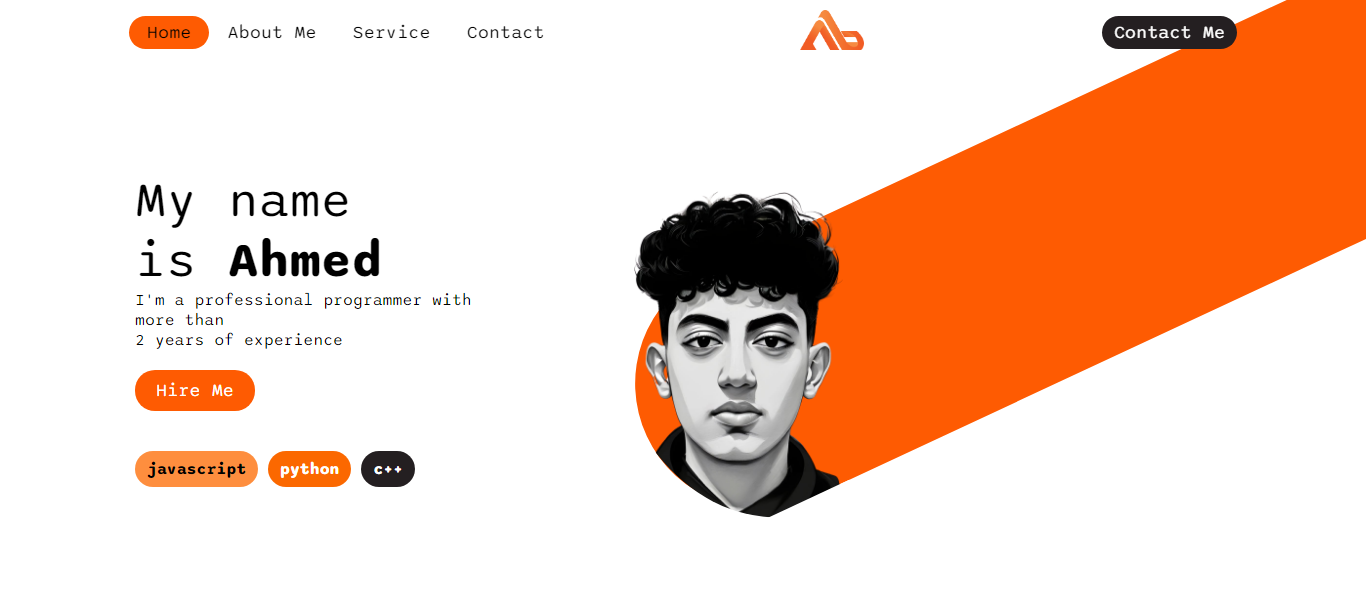 Home About Me Service Contact Ab Contact Me
My name
is Ahmed
I'm a professional programmer with
more than
2 years of experience
Hire Me
javascript python c++